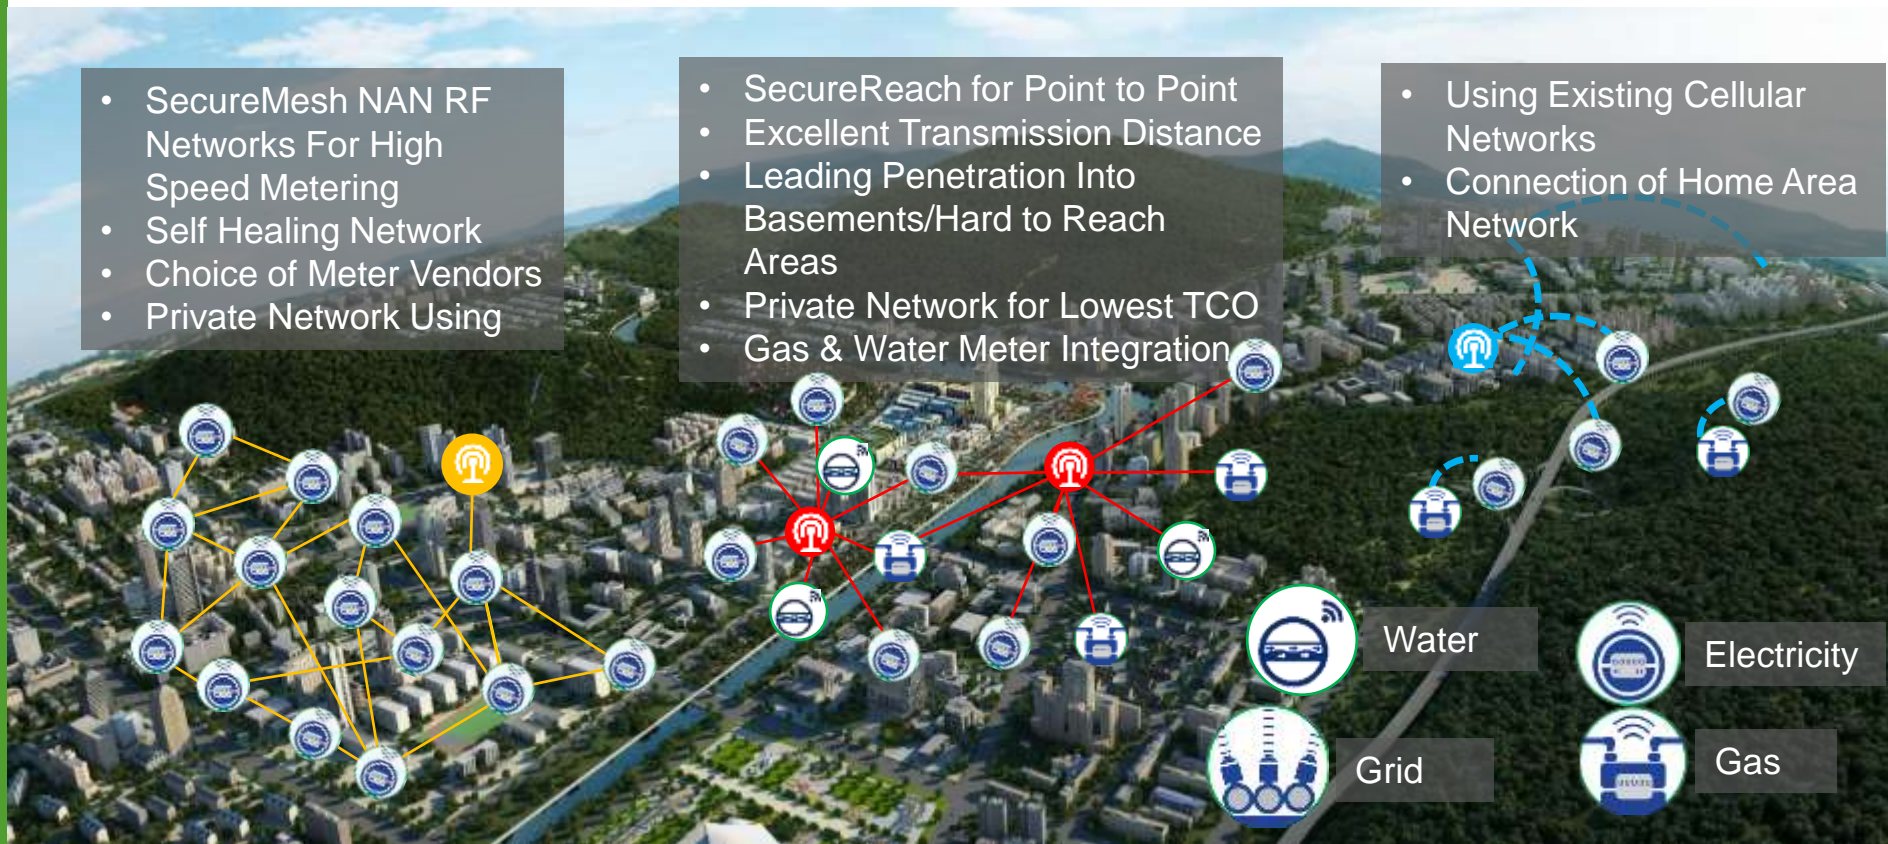 • SecureMesh NAN RF
Networks For High
Speed Metering
• Self Healing Network
• Choice of Meter Vendors
• Private Network Using
• SecureReach for Point to Point
• Excellent Transmission Distance
• Leading Penetration Into
Basements/Hard to Reach
Areas
• Private Network for Lowest TCO
• Gas & Water Meter Integration
• Using Existing Cellular
Networks
• Connection of Home Area
Network
Water
Electricity
Grid
Gas